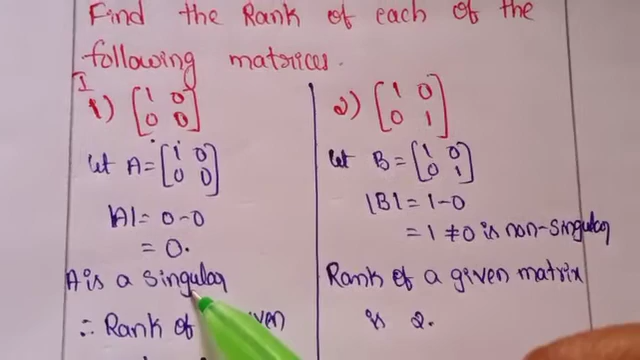 Find the Rank of each of the
following matrices.
I
1) [1 0
0 0]
let A = [1 0
0 0]
|A| = 0-0
= 0.
A is a singular
∴ Rank of ven
2) [1 0
0 1]
let B = [1 0
0 1]
|B| = 1-0
= 1 ≠ 0 is non-singular
Rank of a given matrix
is 2.